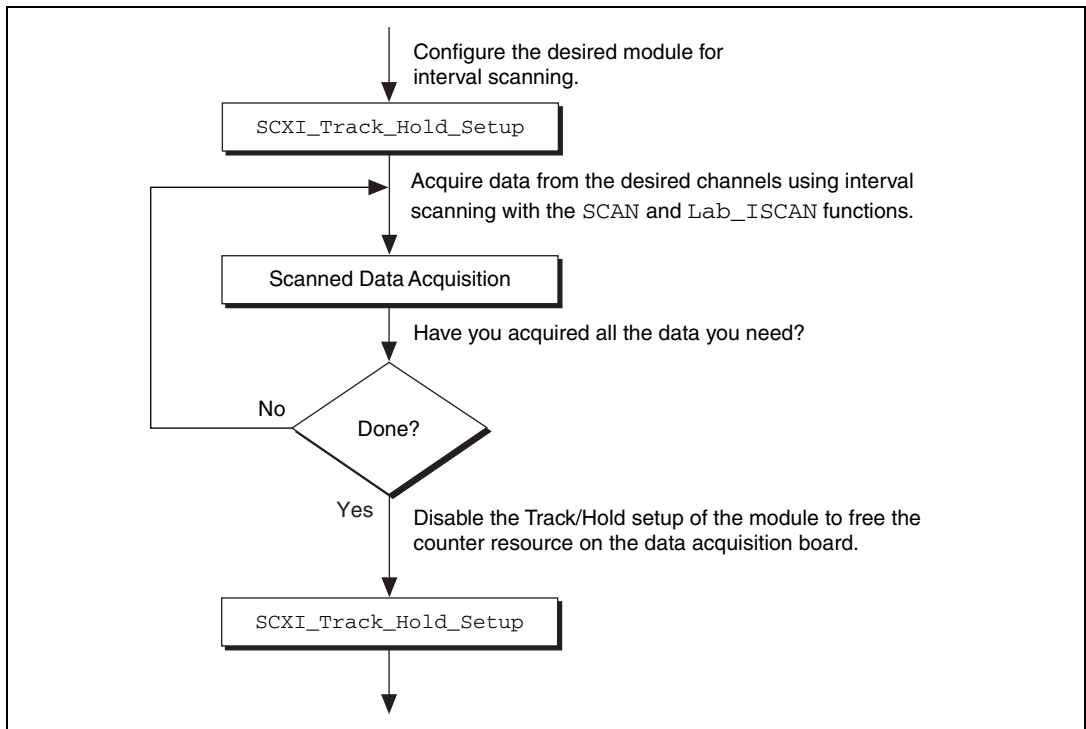 Configure the desired module for
interval scanning.
SCXI_Track_Hold_Setup
Acquire data from the desired channels using interval
scanning with the SCAN and Lab_ISCAN functions.
Scanned Data Acquisition
Have you acquired all the data you need?
No
Done?
Yes
Disable the Track/Hold setup of the module to free the
counter resource on the data acquisition board.
SCXI_Track_Hold_Setup